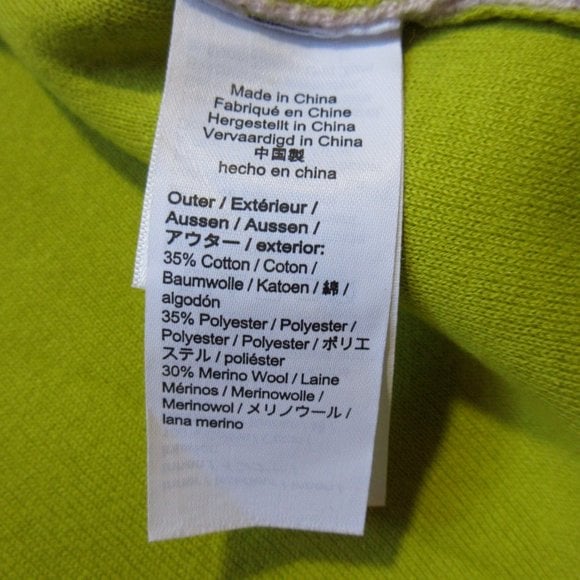 Made in China
Fabriqué en Chine
Hergestellt in China
Vervaardigd in China
中国製
hecho en china
Outer / Extérieur /
Aussen / Aussen /
アウター / exterior:
35% Cotton / Coton /
Baumwolle / Katoen / 綿 /
algodón
35% Polyester / Polyester /
Polyester / Polyester / ポリエ
ステル / poliéster
30% Merino Wool / Laine
Mérinos / Merinowolle /
Merinowol / メリノウール /
lana merino